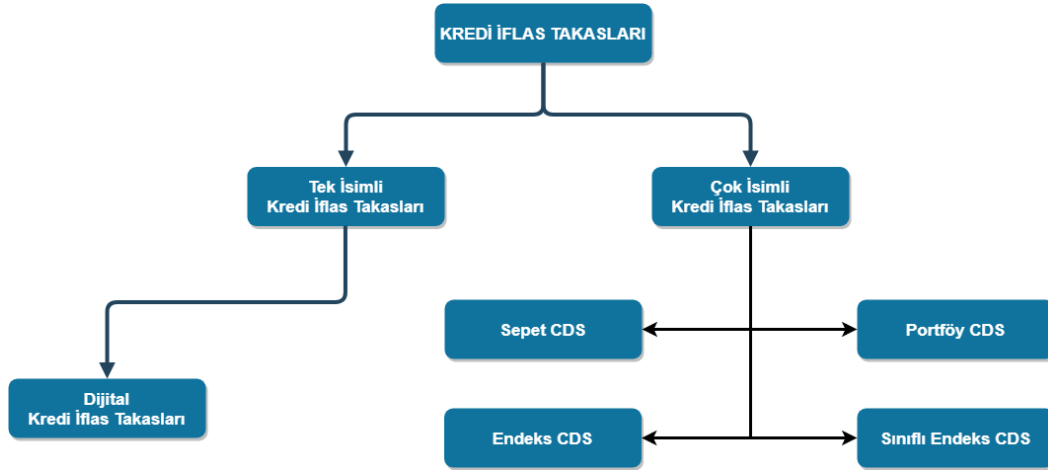 KREDİ İFLAS TAKASLARI
Tek İsimli
Kredi İflas Takasları
Çok İsimli
Kredi İflas Takasları
Sepet CDS
Portföy CDS
Dijital
Kredi İflas Takasları
Endeks CDS
Sınıflı Endeks CDS